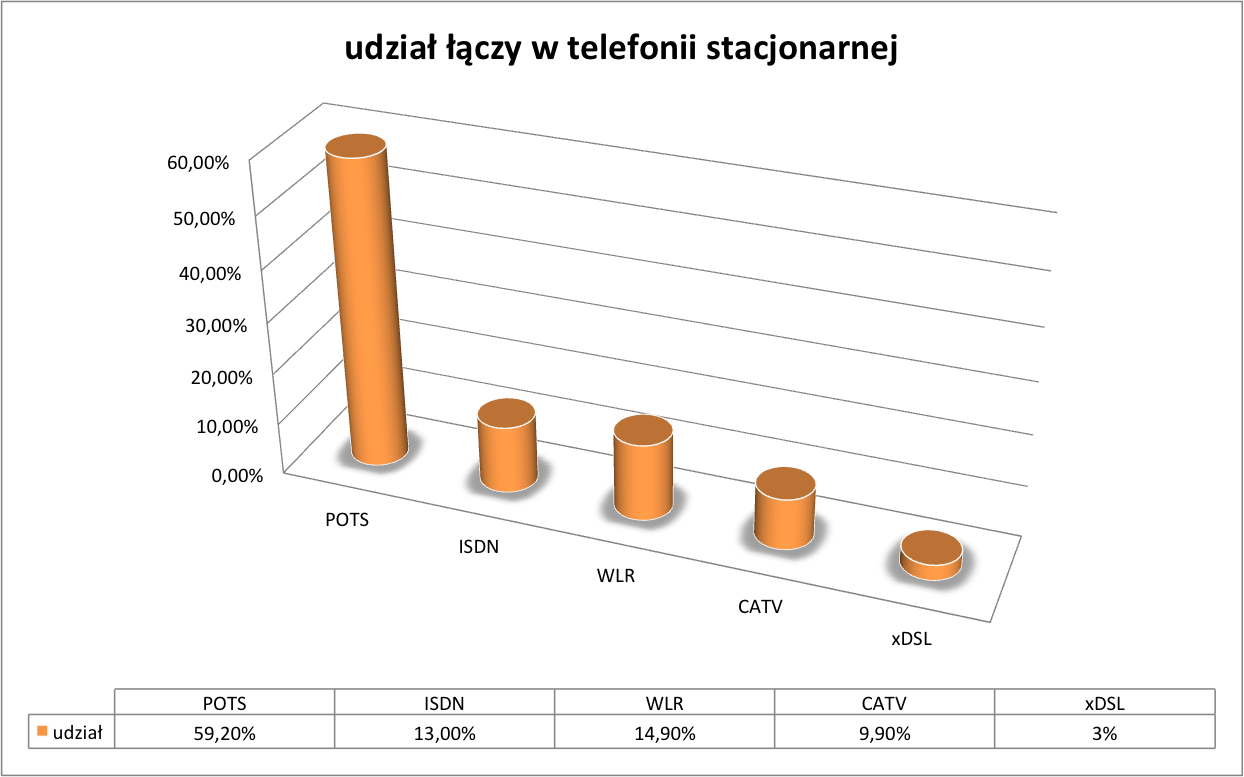 udział łączy w telefonii stacjonarnej
60,00%
50,00%
40,00%
30,00%
20,00%
10,00%
0,00%
POTS
ISDN
WLR
CATV
xDSL
POTS ISDN WLR CATV xDSL
udział 59,20% 13,00% 14,90% 9,90% 3%